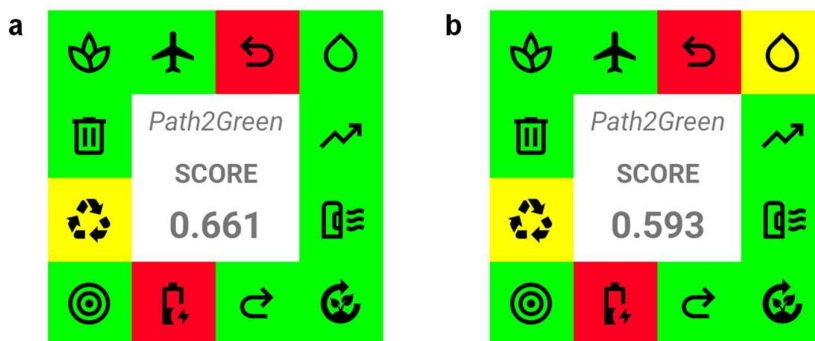 a
Path2Green
SCORE
0.661
b
Path2Green
SCORE
0.593